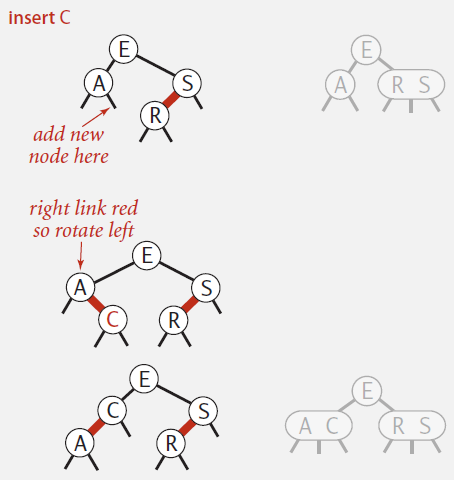 insert C
E
E
A
S
A
R S
R
add new
node here
right link red
so rotate left
E
A
S
C
R
E
E
C
S
A C
R S
A
R